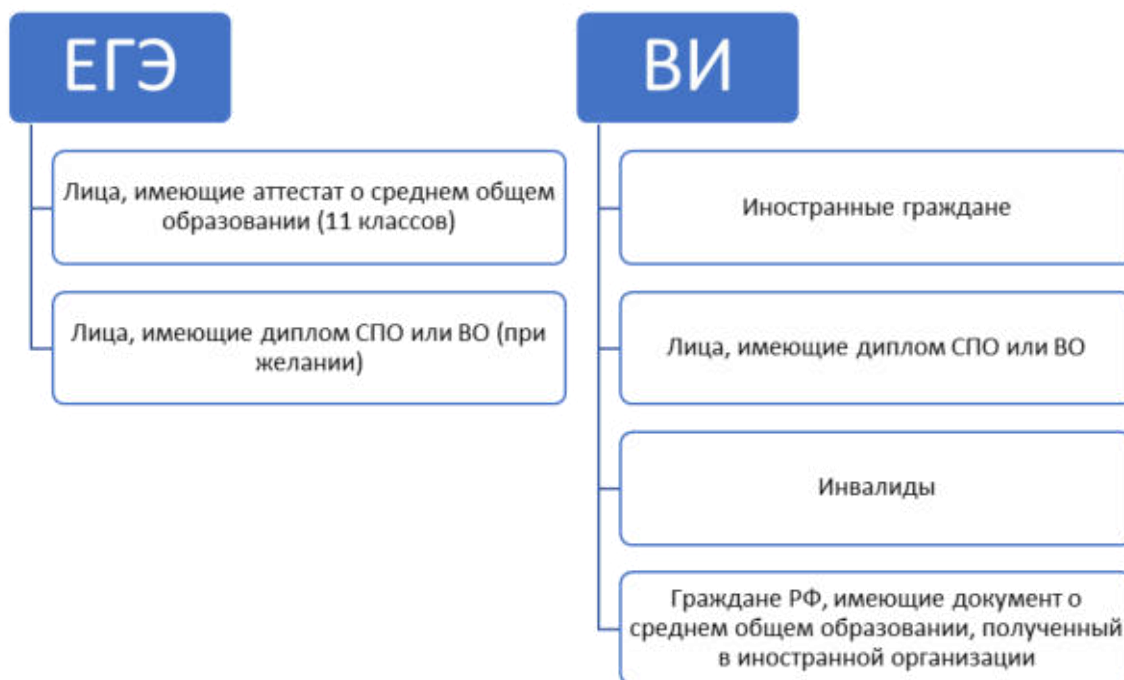 ЕГЭ
Лица, имеющие аттестат о среднем общем
образовании (11 классов)
Лица, имеющие диплом СПО или ВО (при
желании)
ВИ
Иностранные граждане
Лица, имеющие диплом СПО или ВО
Инвалиды
Граждане РФ, имеющие документ о
среднем общем образовании, полученный
в иностранной организации